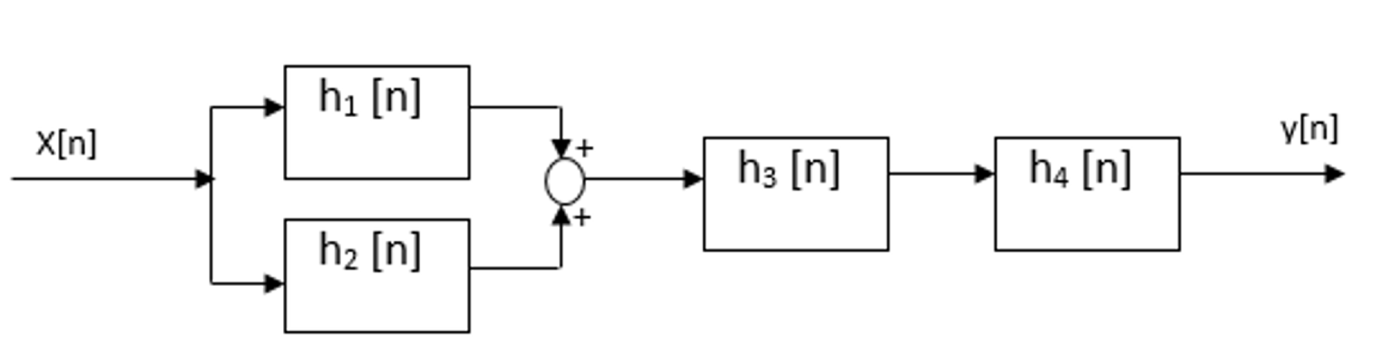 X[n]
h₁ [n]
+
h₂ [n]
+
h₃ [n]
h₄ [n]
y[n]